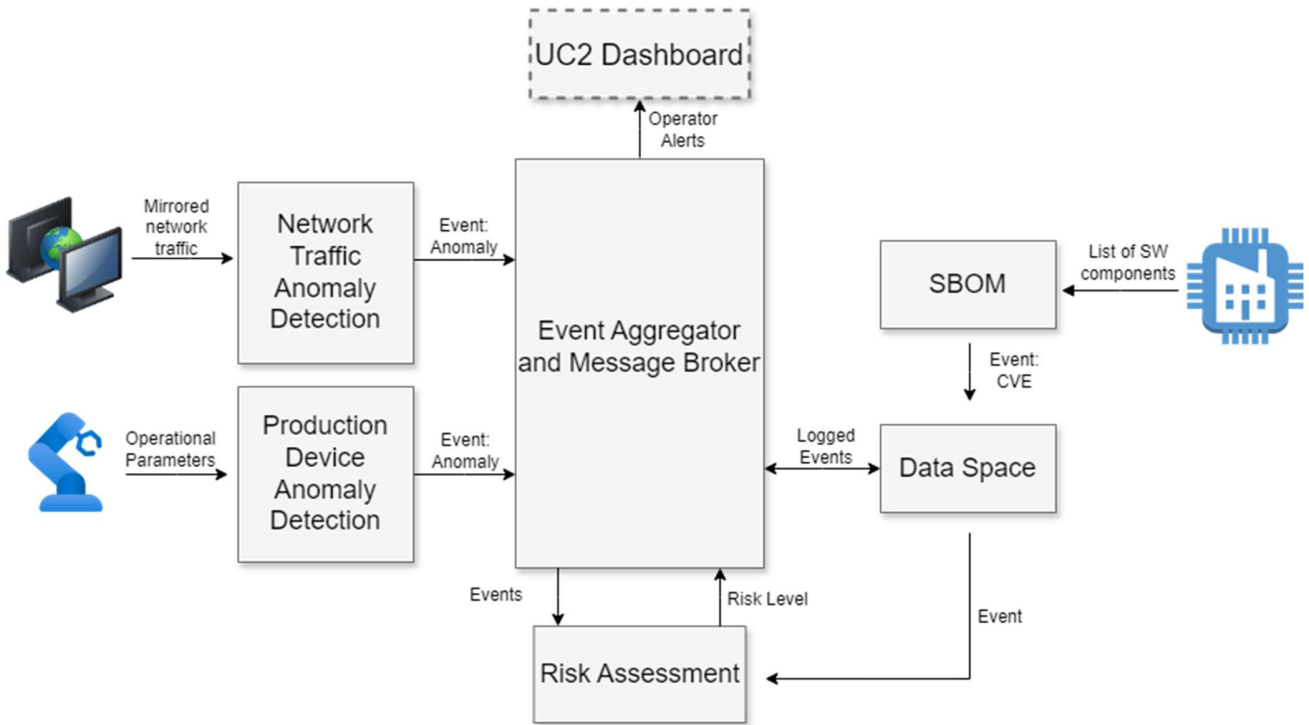 UC2 Dashboard
Operator
Alerts
Mirrored
network
traffic
Network
Traffic
Anomaly
Detection
Event:
Anomaly
Event Aggregator
and Message Broker
SBOM
List of SW
components
Event:
CVE
Operational
Parameters
Production
Device
Anomaly
Detection
Event:
Anomaly
Logged
Events
Data Space
Events
Risk Level
Event
Risk Assessment